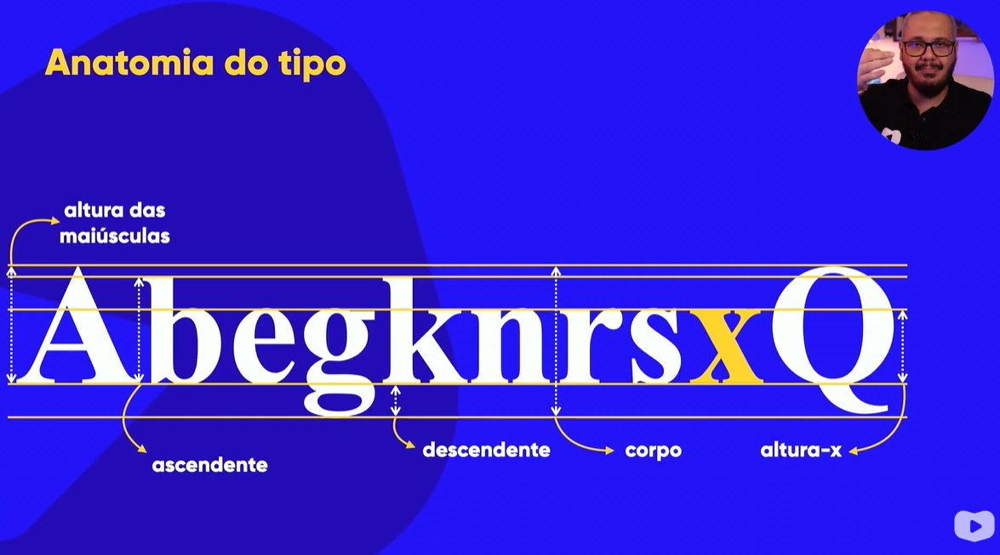 Anatomia do tipo
altura das
maiúsculas
AbegknrsxQ
descendente
corpo
altura-x
ascendente